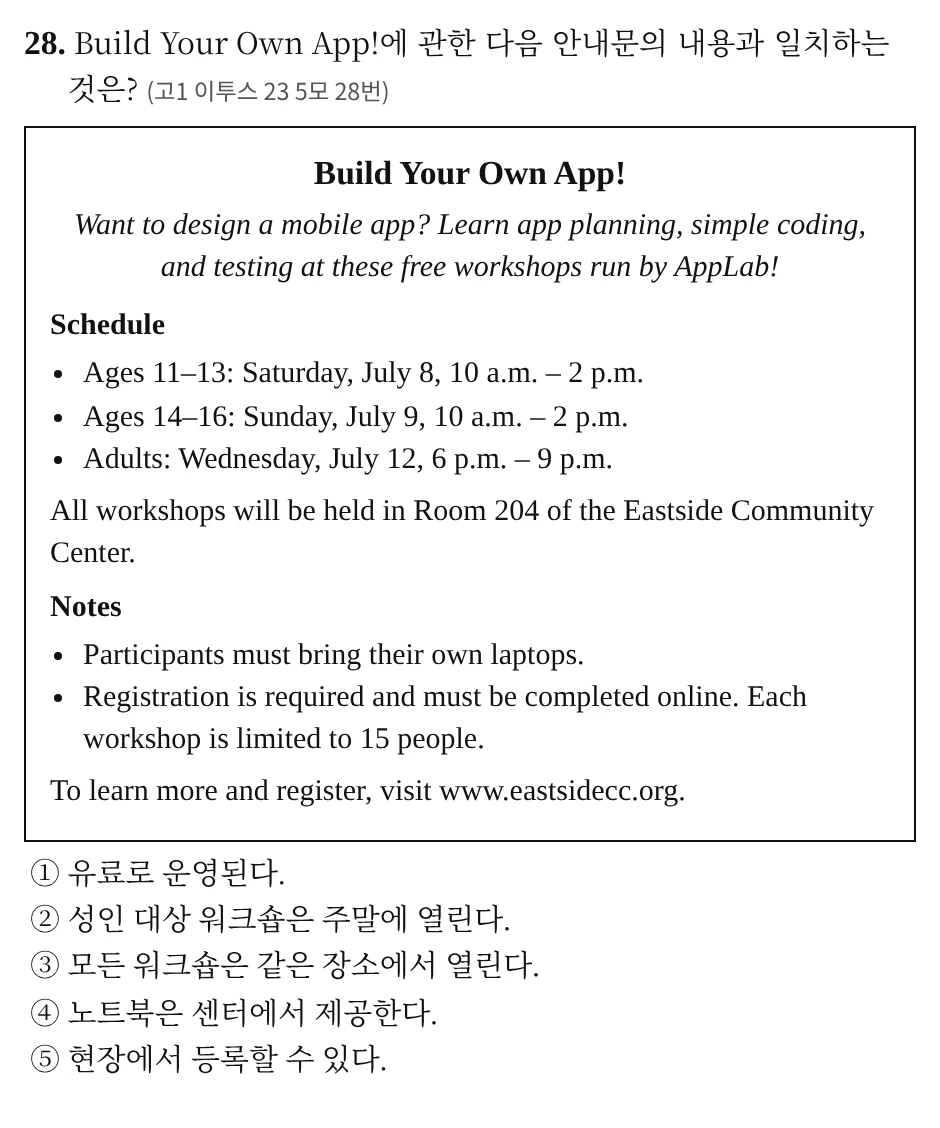 28. Build Your Own App!에 관한 다음 안내문의 내용과 일치하는
것은? (고1 이투스 23 5모 28번)
Build Your Own App!
Want to design a mobile app? Learn app planning, simple coding,
and testing at these free workshops run by AppLab!
Schedule
• Ages 11–13: Saturday, July 8, 10 a.m. – 2 p.m.
• Ages 14–16: Sunday, July 9, 10 a.m. – 2 p.m.
• Adults: Wednesday, July 12, 6 p.m. – 9 p.m.
All workshops will be held in Room 204 of the Eastside Community
Center.
Notes
• Participants must bring their own laptops.
• Registration is required and must be completed online. Each
workshop is limited to 15 people.
To learn more and register, visit www.eastsidecc.org.
① 유료로 운영된다.
② 성인 대상 워크숍은 주말에 열린다.
③ 모든 워크숍은 같은 장소에서 열린다.
④ 노트북은 센터에서 제공한다.
⑤ 현장에서 등록할 수 있다.